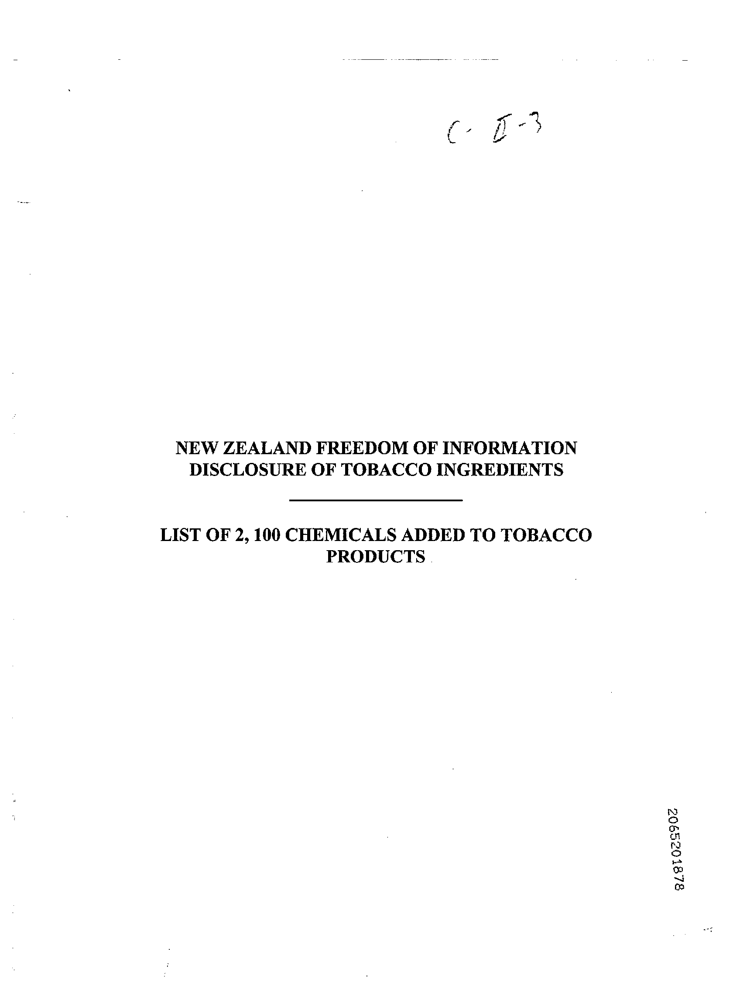 C- II-3
NEW ZEALAND FREEDOM OF INFORMATION
DISCLOSURE OF TOBACCO INGREDIENTS
LIST OF 2, 100 CHEMICALS ADDED TO TOBACCO
PRODUCTS
2065201878